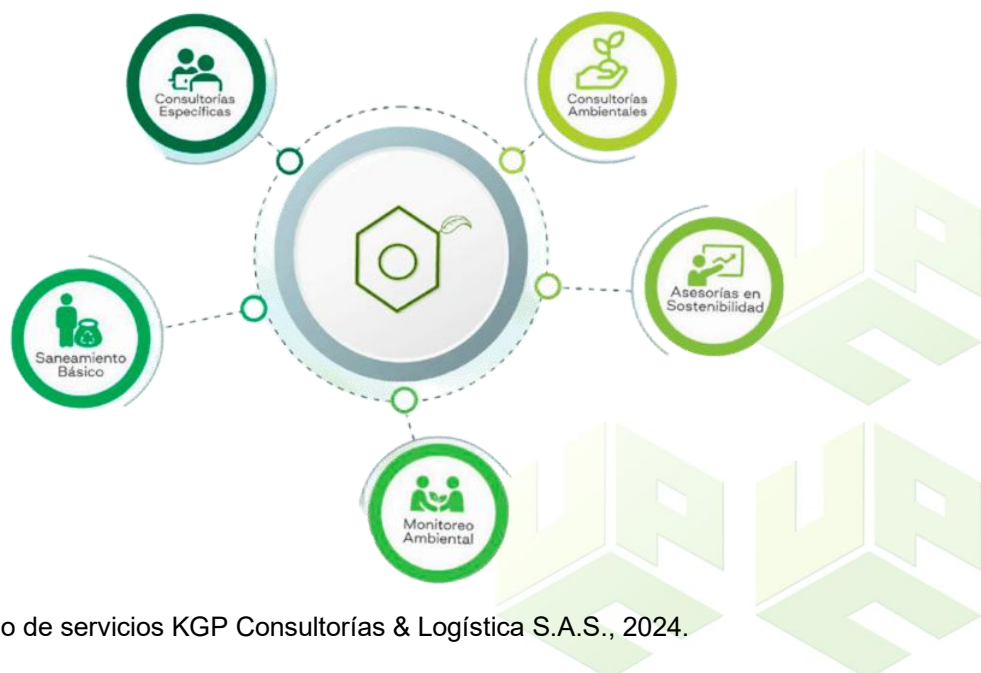 Consultorías
Específicas
Consultorías
Ambientales
Asesorías en
Sostenibilidad
Saneamiento
Básico
Monitoreo
Ambiental
o de servicios KGP Consultorías & Logística S.A.S., 2024.